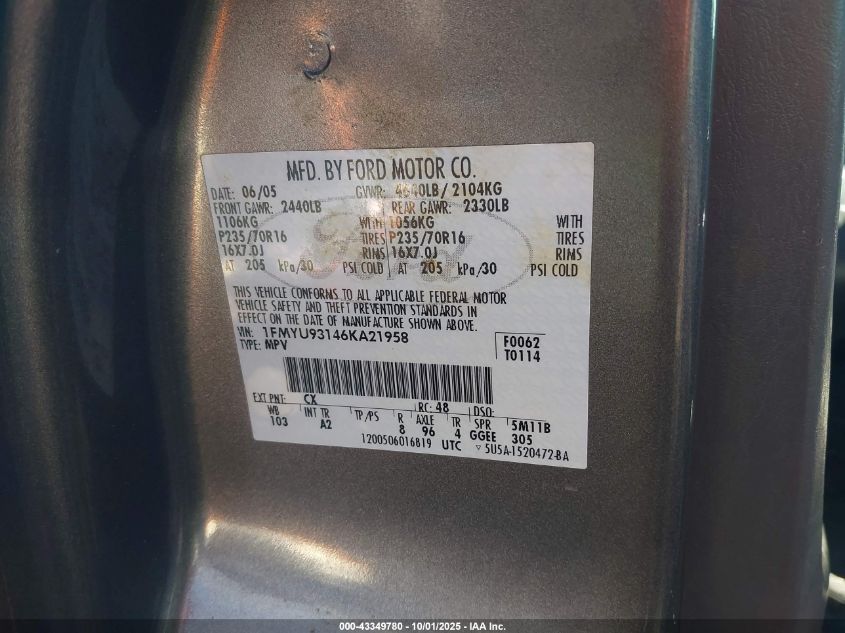 MFD. BY FORD MOTOR CO.
DATE: 06/05 GVWR: 4640LB/2104KG
FRONT GAWR: 2440LB REAR GAWR: 2330LB
1106KG WITH 1056KG WITH
P235/70R16 TIRES P235/70R16 TIRES
16X7.0J RIMS 16X7.0J RIMS
AT 205 kPa/30 PSI COLD AT 205 kPa/30 PSI COLD
THIS VEHICLE CONFORMS TO ALL APPLICABLE FEDERAL MOTOR
VEHICLE SAFETY AND THEFT PREVENTION STANDARDS IN
EFFECT ON THE DATE OF MANUFACTURE SHOWN ABOVE.
VIN: 1FMYU93146KA21958 F0062
TYPE: MPV T0114
EXT PNT: CX RC: 48 DSO:
WB INT TR TP/PS R AXLE TR SPR 5M11B
103 A2 8 96 4 GGEE 305
1200506016819 UTC ▽ 5U5A-1520472-BA
000-43349780 - 10/01/2025 - IAA Inc.